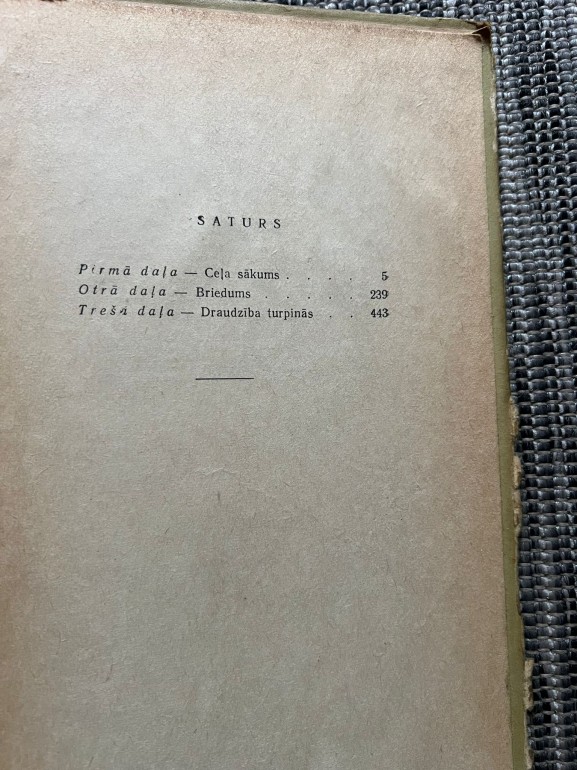 SATURS
Pirmā daļa — Ceļa sākums . . . . 5
Otrā daļa — Briedums . . . . . 239
Trešā daļa — Draudzība turpinās . . 443